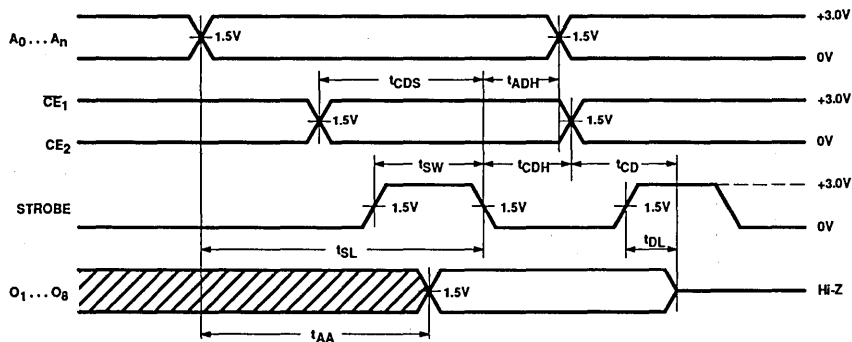 A0...An
1.5V
1.5V
+3.0V
0V
tCDS
tADH
CE1
CE2
1.5V
1.5V
+3.0V
0V
tSW
tCDH
tCD
STROBE
1.5V
1.5V
1.5V
+3.0V
0V
tSL
tDL
O1...O8
1.5V
Hi-Z
tAA